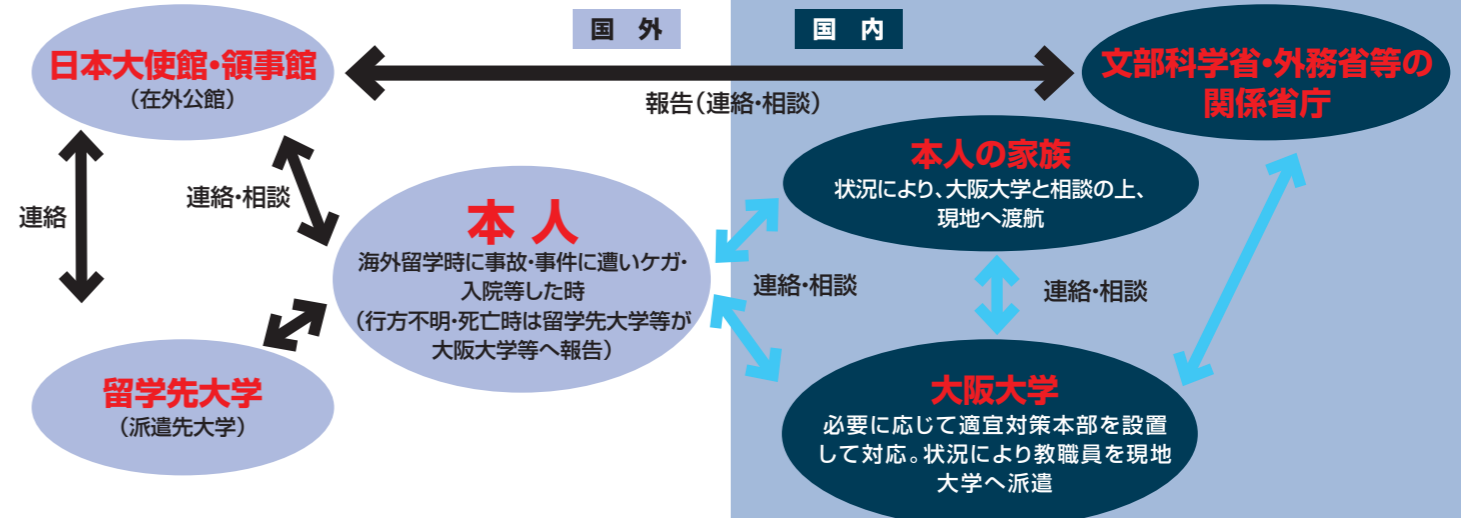 国 外
国 内
日本大使館・領事館
（在外公館）
文部科学省・外務省等の
関係省庁
報告（連絡・相談）
連絡
連絡・相談
本 人
海外留学時に事故・事件に遭いケガ・
入院等した時
（行方不明・死亡時は留学先大学等が
大阪大学等へ報告）
本人の家族
状況により、大阪大学と相談の上、
現地へ渡航
連絡・相談
連絡・相談
留学先大学
（派遣先大学）
大阪大学
必要に応じて適宜対策本部を設置
して対応。状況により教職員を現地
大学へ派遣